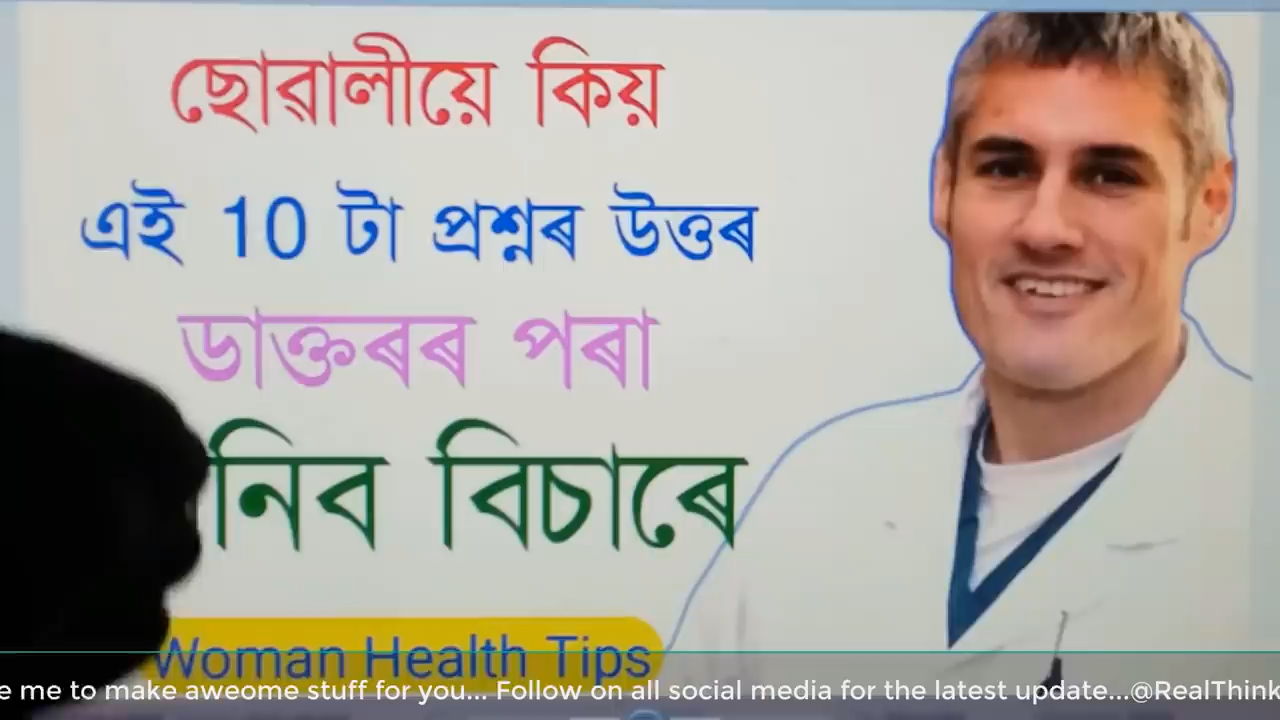 ছোৱালীয়ে কিয়
এই 10 টা প্ৰশ্নৰ উত্তৰ
ডাক্তৰৰ পৰা
বিচাৰে
Woman Health Tips
me to make aweome stuff for you... Follow on all social media for the latest update...@RealThink